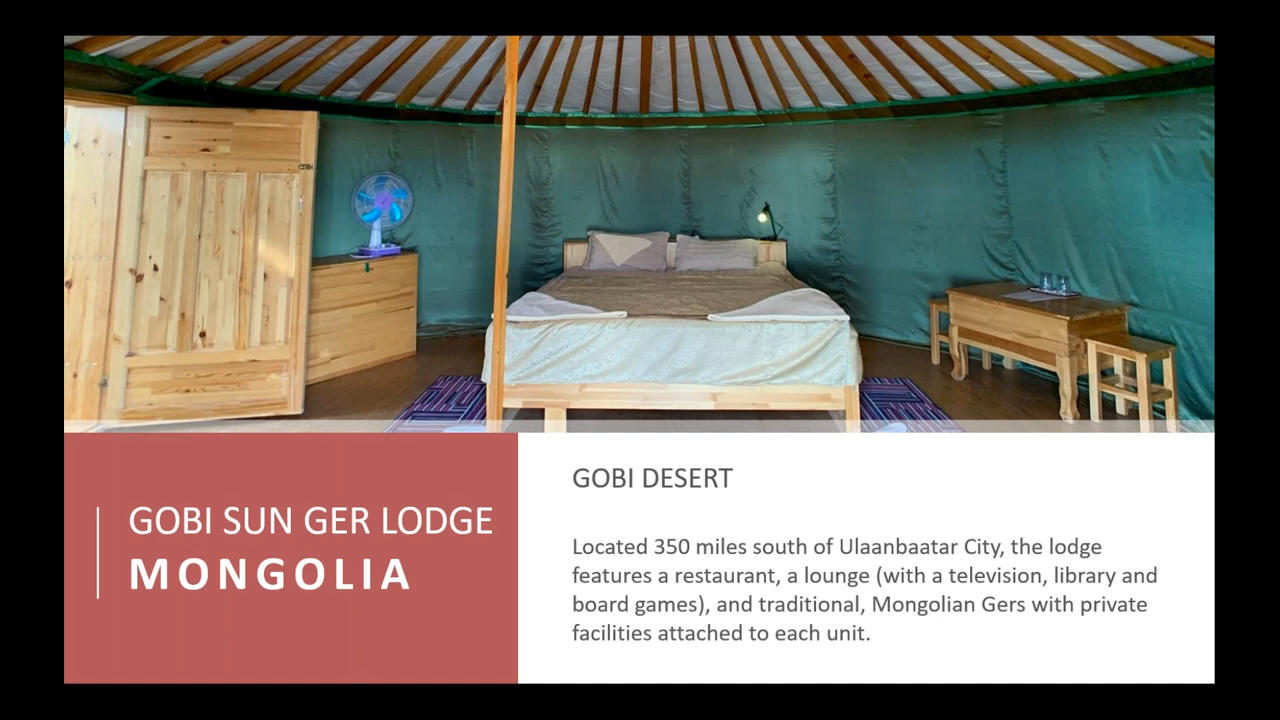 GOBI SUN GER LODGE
MONGOLIA
GOBI DESERT
Located 350 miles south of Ulaanbaatar City, the lodge
features a restaurant, a lounge (with a television, library and
board games), and traditional, Mongolian Gers with private
facilities attached to each unit.